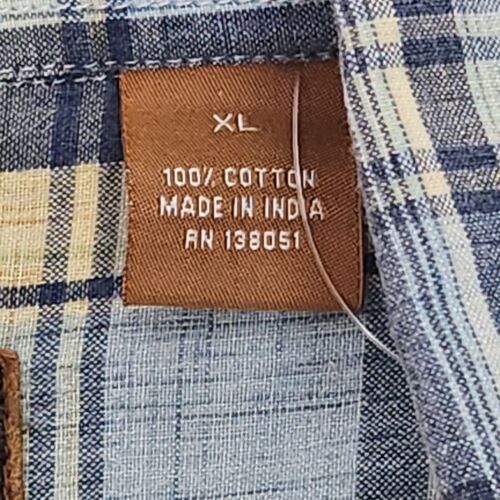 XL
100% COTTON
MADE IN INDIA
RN 138051